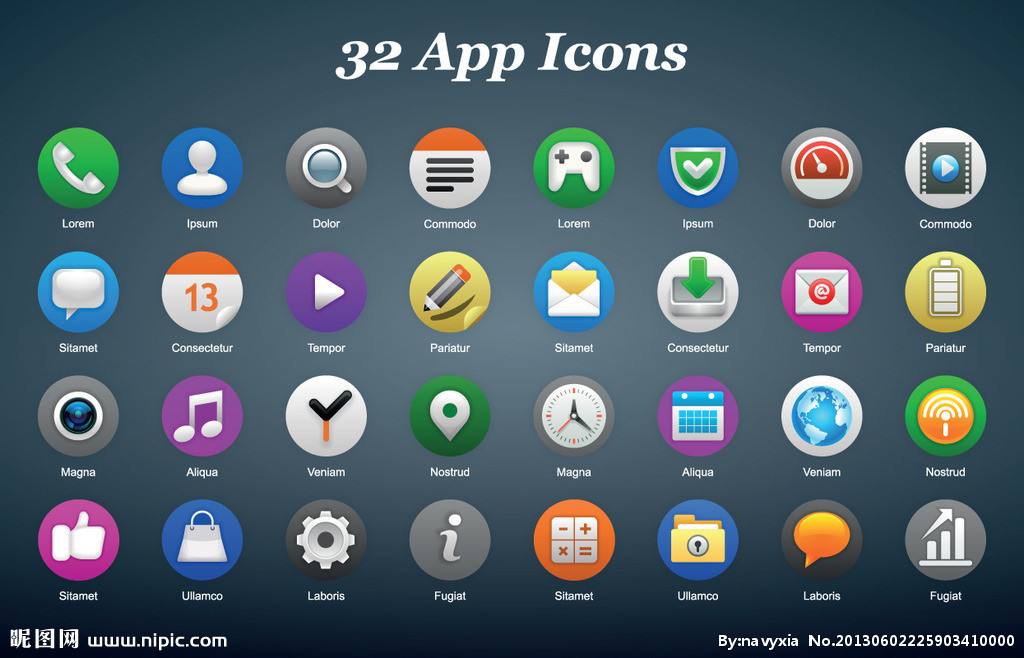 32 App Icons
Lorem Ipsum Dolor Commodo Lorem Ipsum Dolor Commodo
13
@
Sitamet Consectetur Tempor Pariatur Sitamet Consectetur Tempor Pariatur
Magna Aliqua Veniam Nostrud Magna Aliqua Veniam Nostrud
i
Sitamet Ullamco Laboris Fugiat Sitamet Ullamco Laboris Fugiat
昵图网 www.nipic.com
By:navyxia No.20130602225903410000